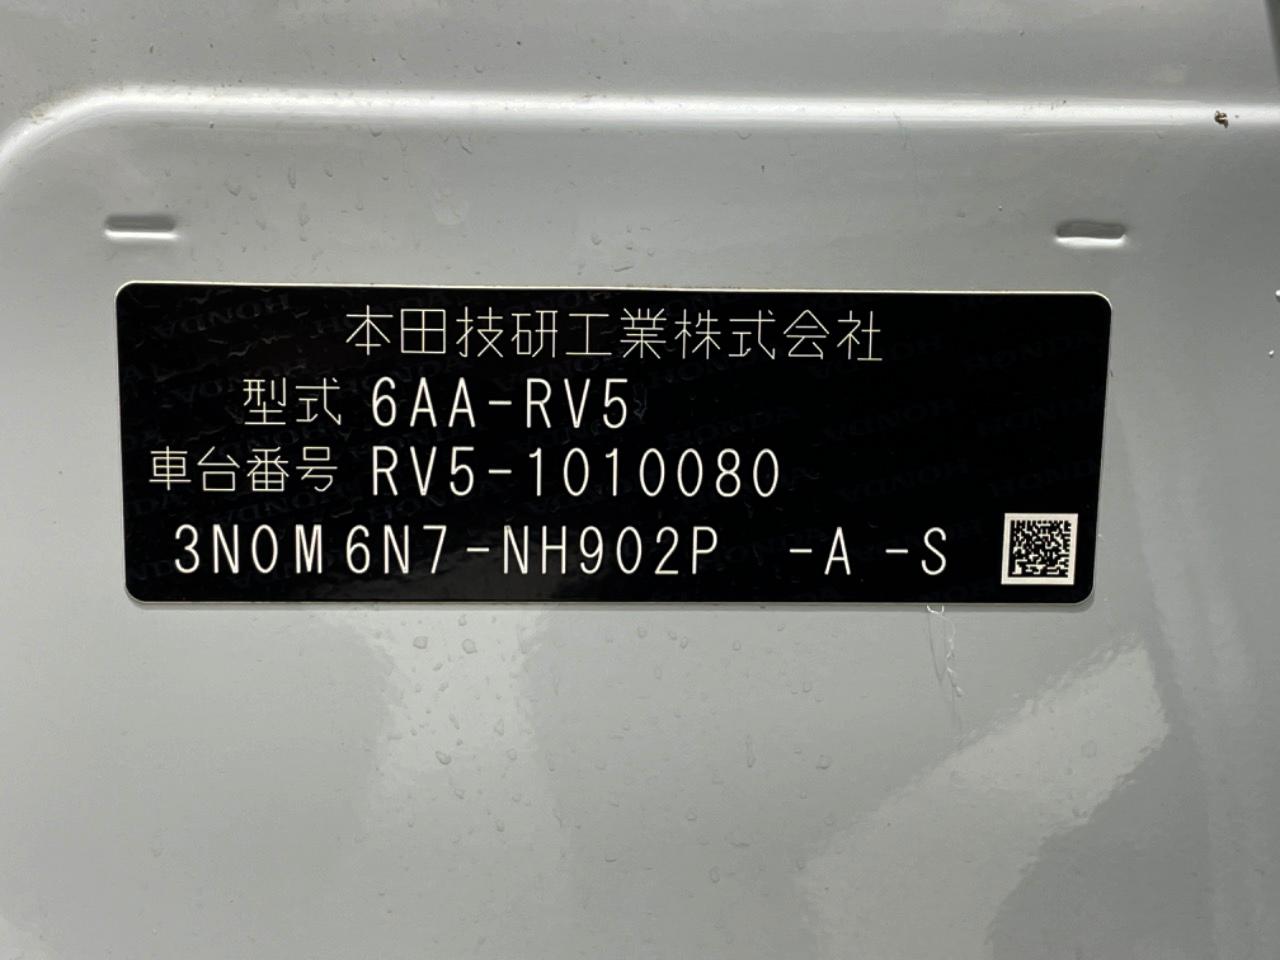 本田技研工業株式会社
型式 6AA-RV5
車台番号 RV5-1010080
3N0M6N7-NH902P -A -S